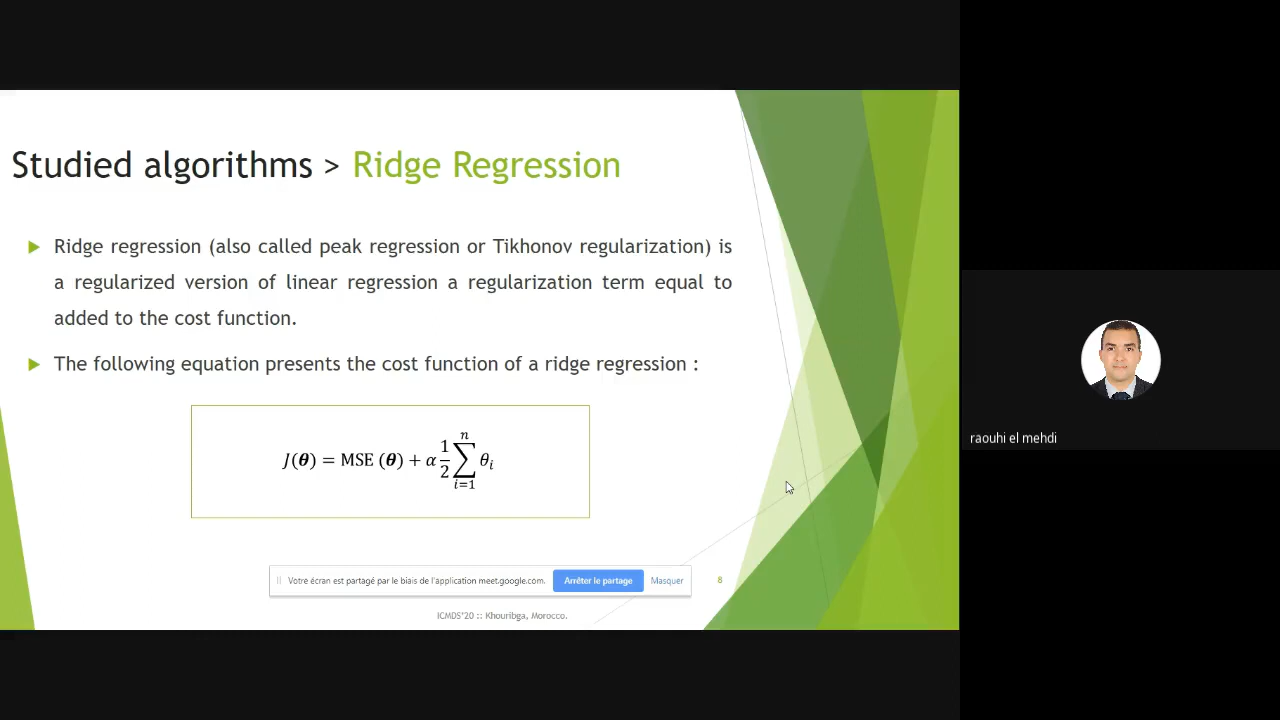 Studied algorithms > Ridge Regression
Ridge regression (also called peak regression or Tikhonov regularization) is
a regularized version of linear regression a regularization term equal to
added to the cost function.
The following equation presents the cost function of a ridge regression :
J(θ) = MSE (θ) + α 1/2 ∑_{i=1}^{n} θ_i
Votre écran est partagé par le biais de l'application meet.google.com. Arrêter le partage Masquer
8
ICMDS'20 :: Khouribga, Morocco.
raouhi el mehdi